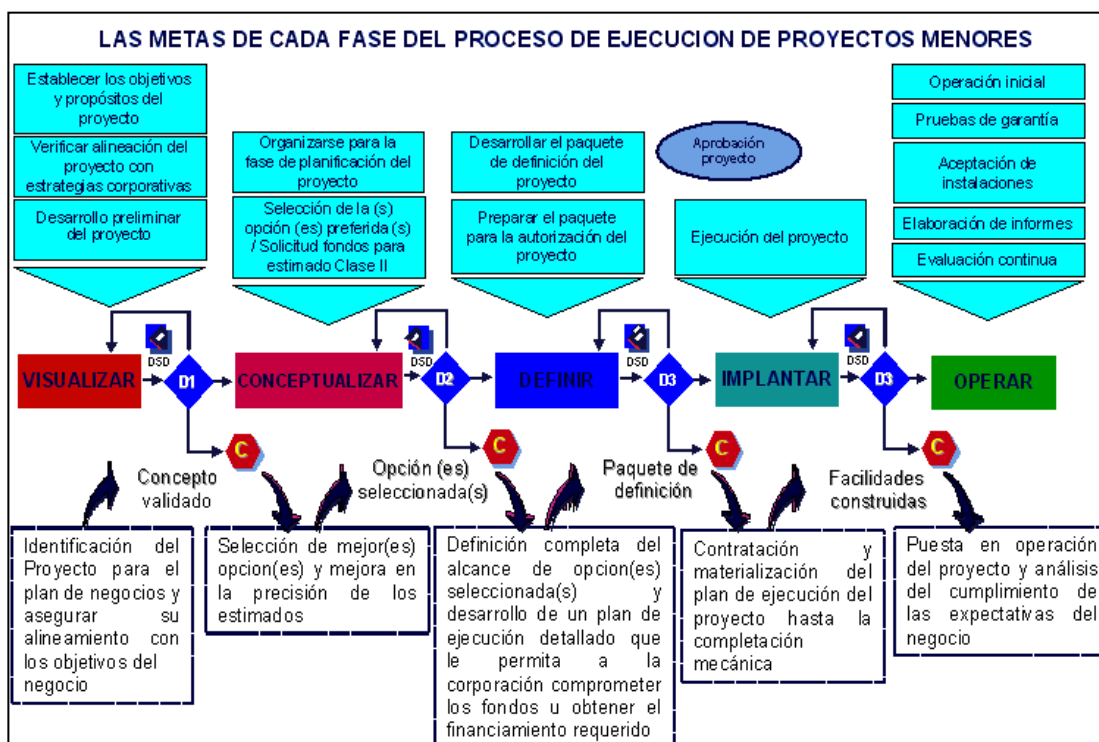 LAS METAS DE CADA FASE DEL PROCESO DE EJECUCION DE PROYECTOS MENORES
Establecer los objetivos
y propósitos del
proyecto
Verificar alineación del
proyecto con
estrategias corporativas
Desarrollo preliminar
del proyecto
Organizarse para la
fase de planificación del
proyecto
Selección de la (s)
opción (es) preferida (s)
/ Solicitud fondos para
estimado Clase II
Desarrollar el paquete
de definición del
proyecto
Preparar el paquete
para la autorización del
proyecto
Aprobación
proyecto
Ejecución del proyecto
Operación inicial
Pruebas de garantía
Aceptación de
instalaciones
Elaboración de informes
Evaluación continua
VISUALIZAR
DSD
D1
CONCEPTUALIZAR
DSD
D2
DEFINIR
DSD
D3
IMPLANTAR
DSD
D3
OPERAR
C
C
C
C
Concepto
validado
Opción (es)
seleccionada(s)
Paquete de
definición
Facilidades
construidas
Identificación del
Proyecto para el
plan de negocios y
asegurar su
alineamiento con
los objetivos del
negocio
Selección de mejor(es)
opcion(es) y mejora en
la precisión de los
estimados
Definición completa del
alcance de opcion(es)
seleccionada(s) y
desarrollo de un plan de
ejecución detallado que
le permita a la
corporación comprometer
los fondos u obtener el
financiamiento requerido
Contratación y
materialización del
plan de ejecución del
proyecto hasta la
completación
mecánica
Puesta en operación
del proyecto y análisis
del cumplimiento de
las expectativas del
negocio